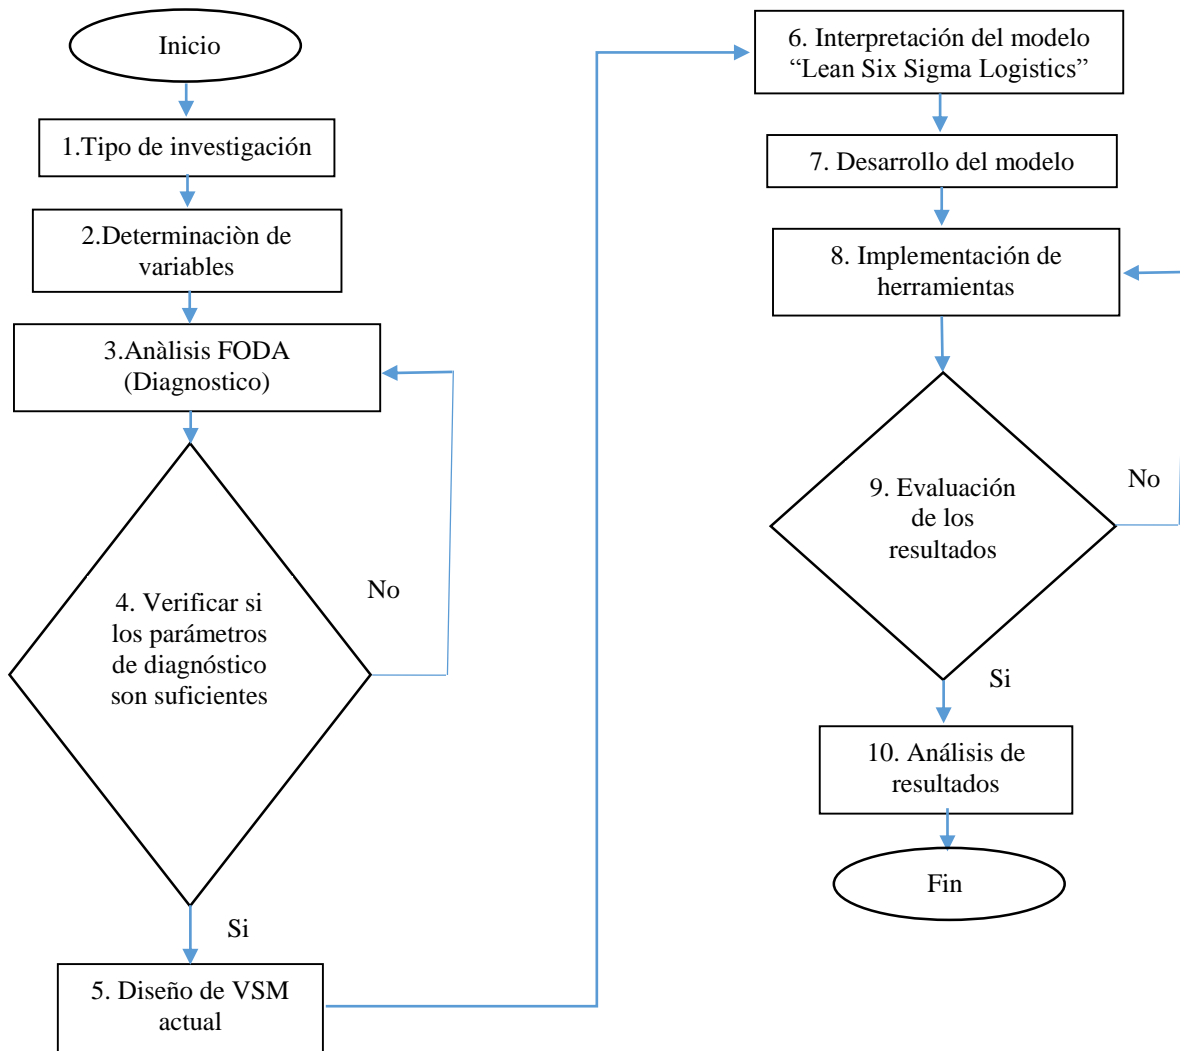 Inicio
1.Tipo de investigación
2.Determinaciòn de
variables
3.Anàlisis FODA
(Diagnostico)
4. Verificar si
los parámetros
de diagnóstico
son suficientes
No
Si
5. Diseño de VSM
actual
6. Interpretación del modelo
“Lean Six Sigma Logistics”
7. Desarrollo del modelo
8. Implementación de
herramientas
9. Evaluación
de los
resultados
No
Si
10. Análisis de
resultados
Fin